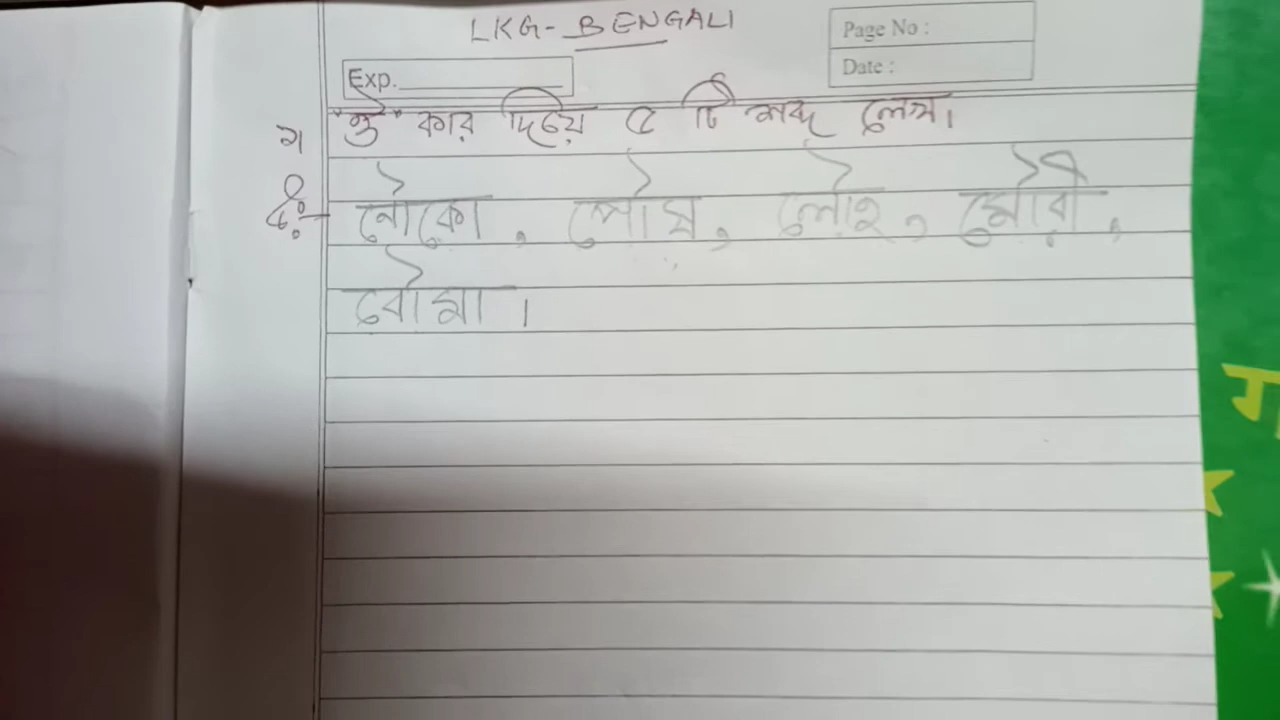 LKG-BENGALI
Page No :
Date :
Exp.
গ "ঔ" কার দিয়ে ৫ টি শব্দ লেখ।
উঃ- নৌকো, পৌষ, লৌহ, মৌরী,
বৌমা।